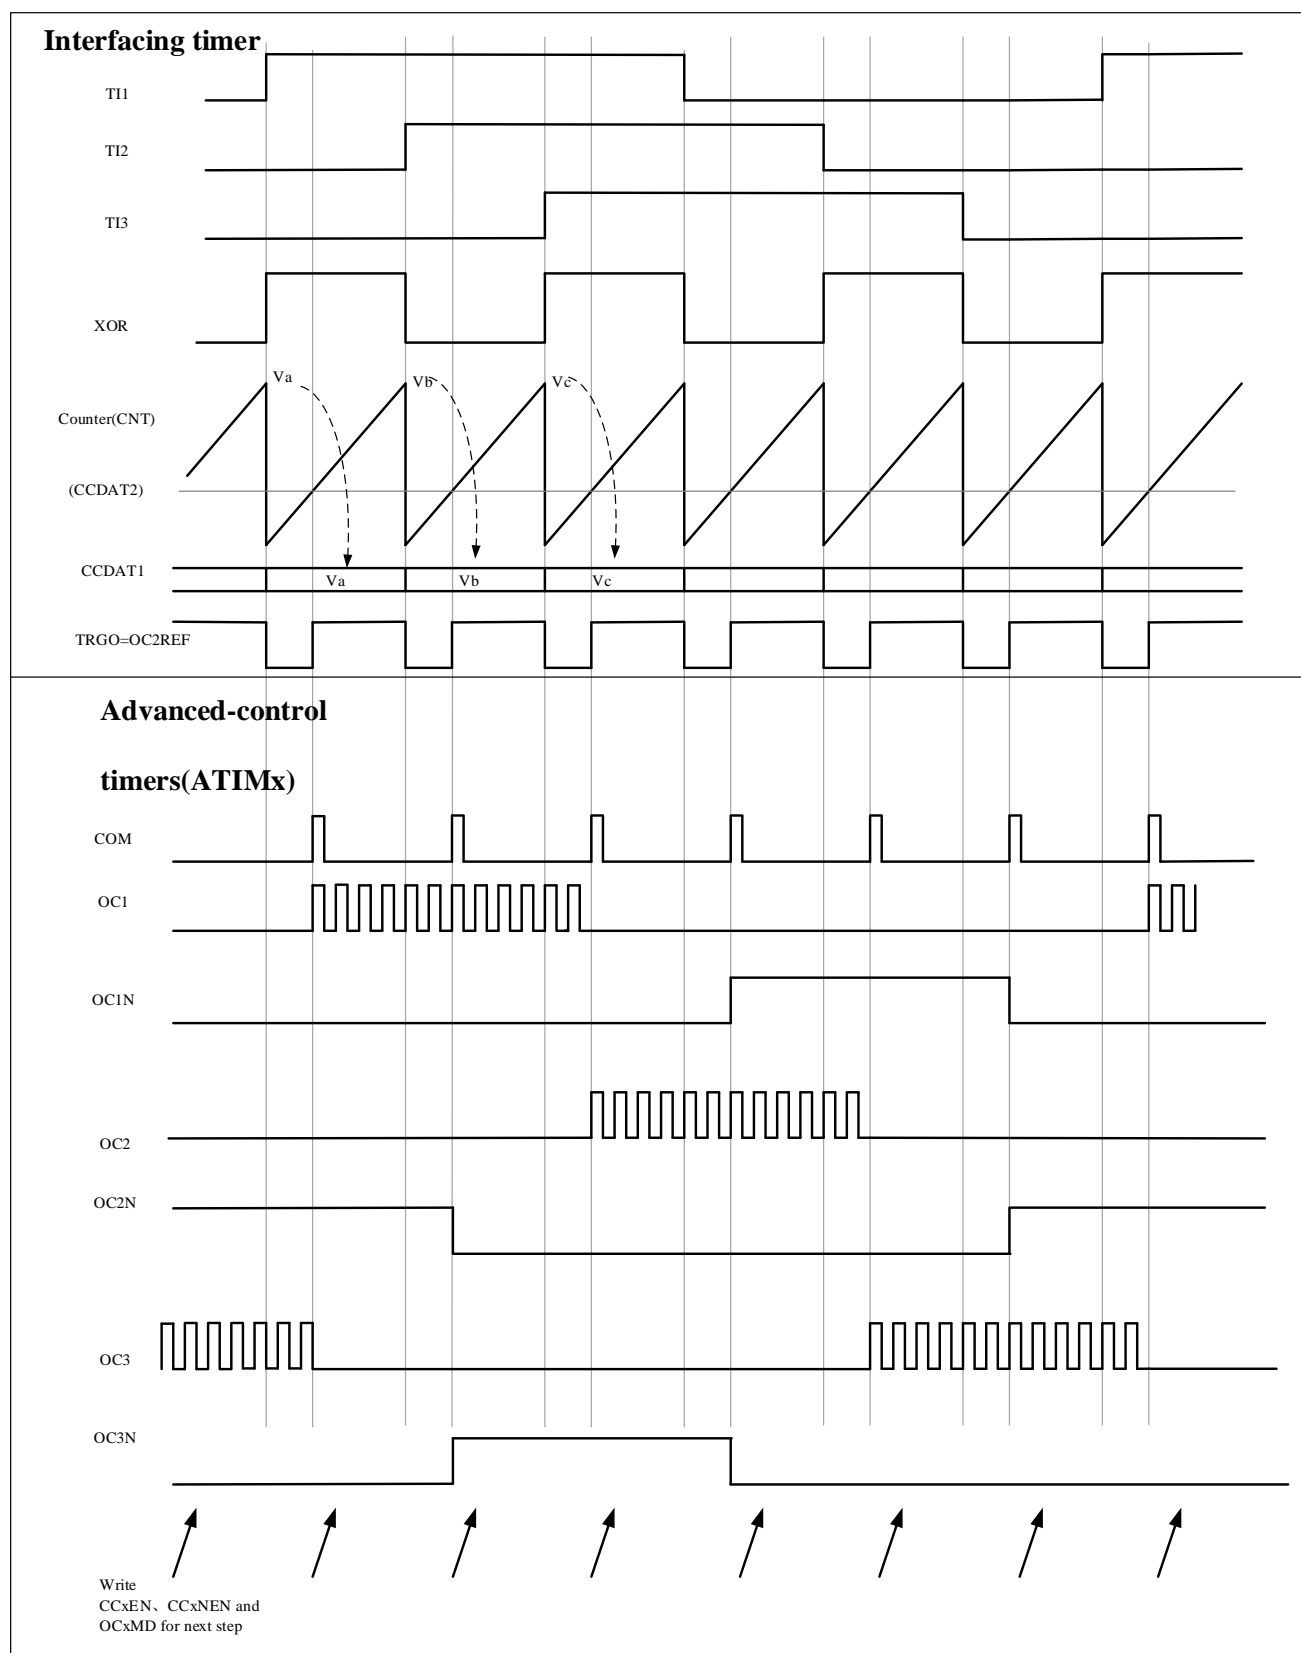 Interfacing timer
TI1
TI2
TI3
XOR
Va
Vb
Vc
Counter(CNT)
(CCDAT2)
CCDAT1
Va
Vb
Vc
TRGO=OC2REF
Advanced-control
timers(ATIMx)
COM
OC1
OC1N
OC2
OC2N
OC3
OC3N
Write
CCxEN、CCxNEN and
OCxMD for next step